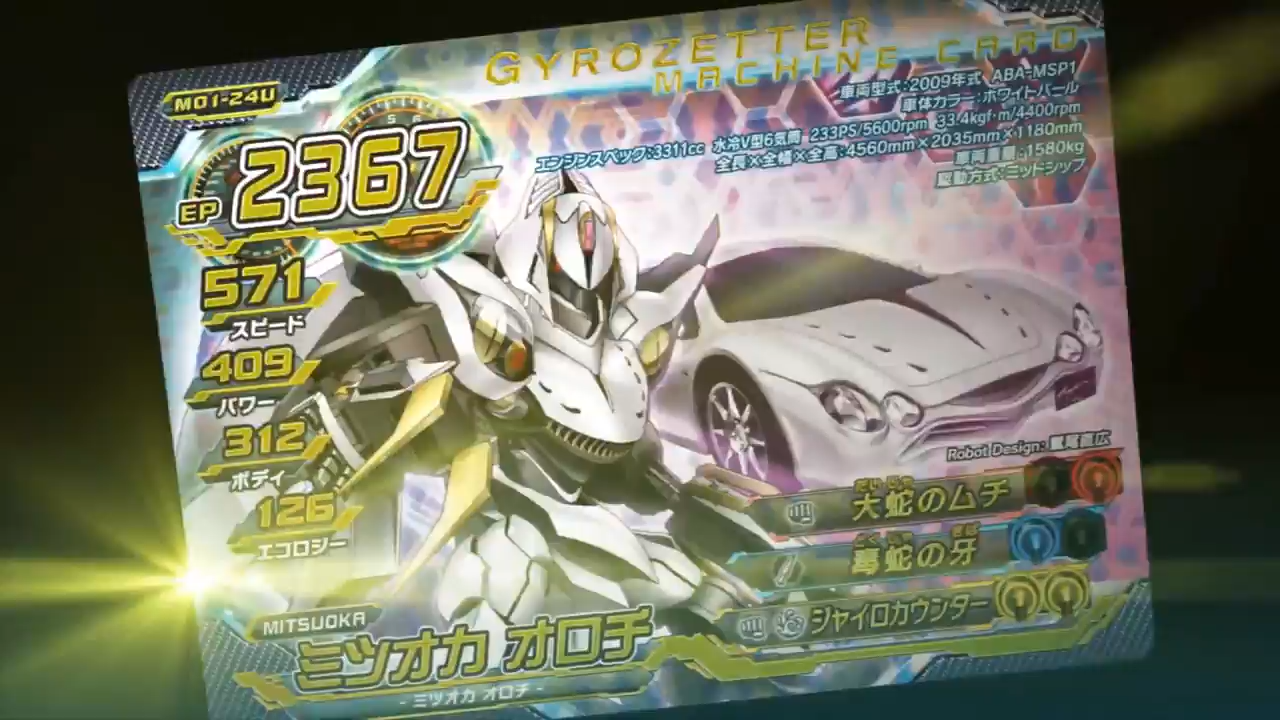 GYROZETTER
MACHINE CARD
M01-24U
車両型式:2009年式 ABA-MSP1
車体カラー:ホワイトパール
エンジンスペック:3311cc 水冷V型6気筒 233PS/5600rpm 33.4kgf·m/4400rpm
全長×全幅×全高:4560mm×2035mm×1180mm
車両重量:1580kg
駆動方式:ミッドシップ
EP 2367
571
スピード
409
パワー
312
ボディ
126
エコロジー
Robot Design: 鷲尾直広
大蛇のムチ
毒蛇の牙
ジャイロカウンター
MITSUOKA
ミツオカ オロチ
- ミツオカ オロチ -